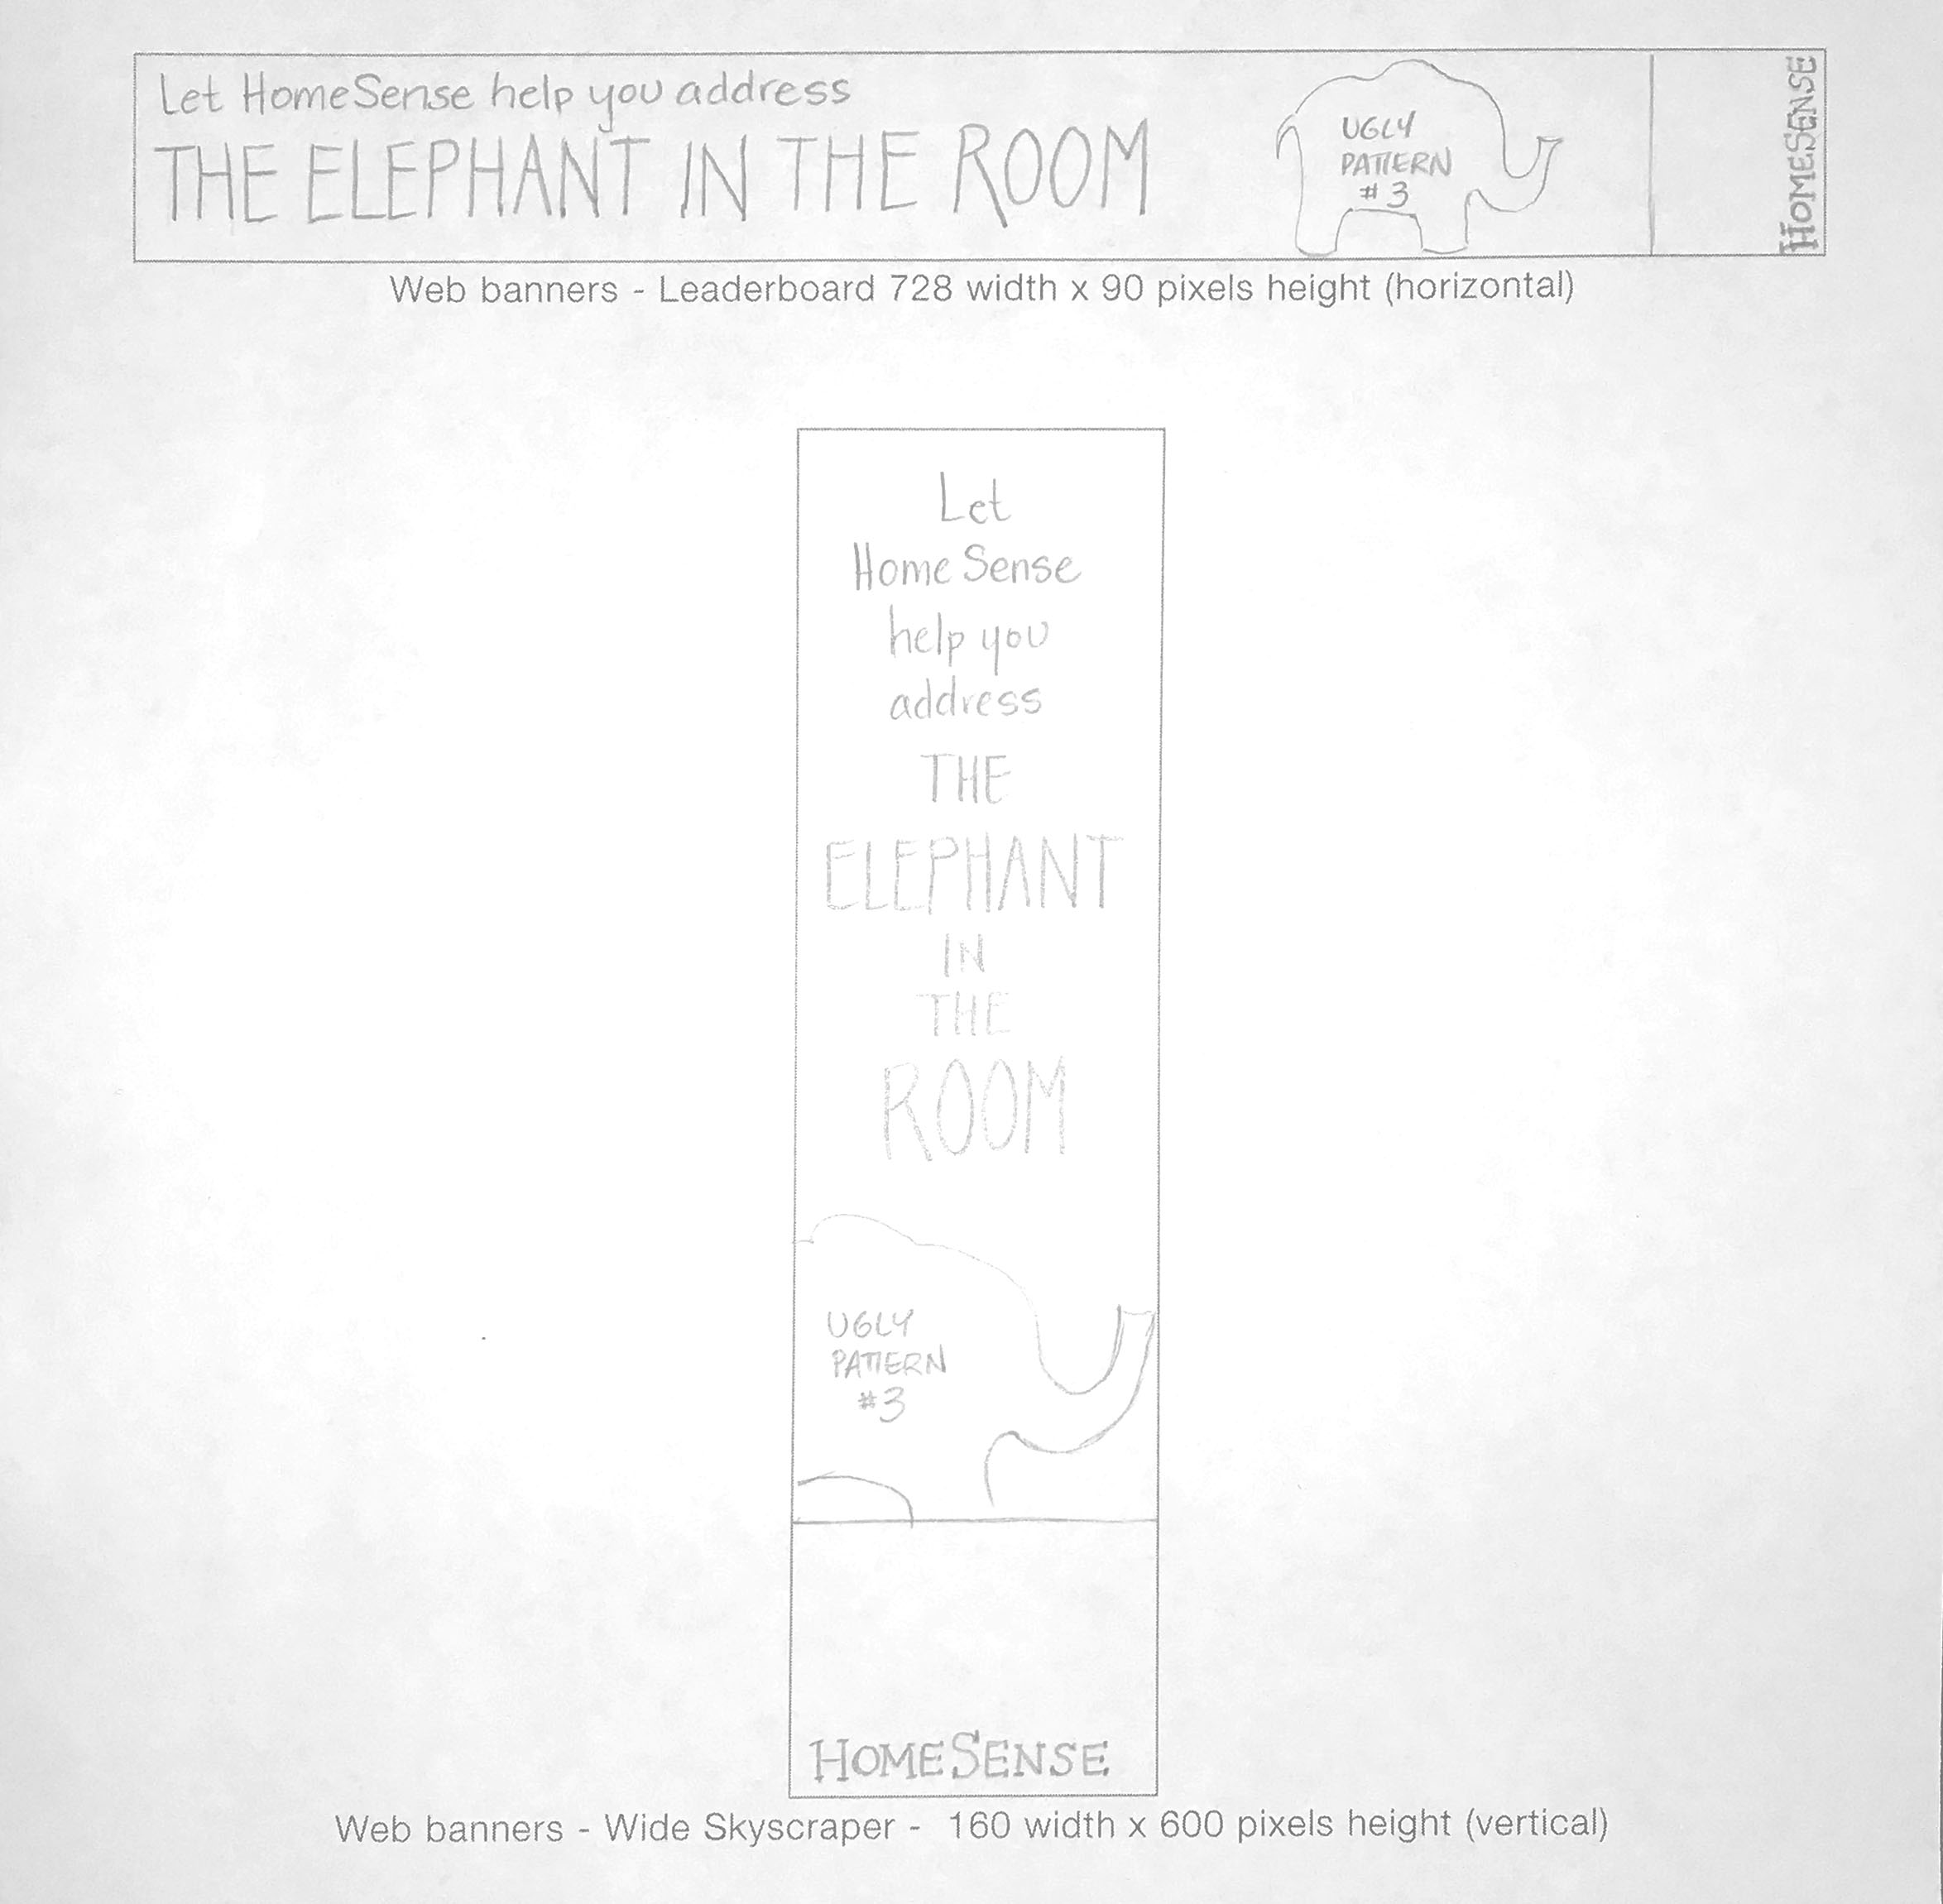 Let HomeSense help you address
THE ELEPHANT IN THE ROOM
UGLY
PATTERN
#3
HOMESENSE
Web banners - Leaderboard 728 width x 90 pixels height (horizontal)
Let
HomeSense
help you
address
THE
ELEPHANT
IN
THE
ROOM
UGLY
PATTERN
#3
HOMESENSE
Web banners - Wide Skyscraper - 160 width x 600 pixels height (vertical)